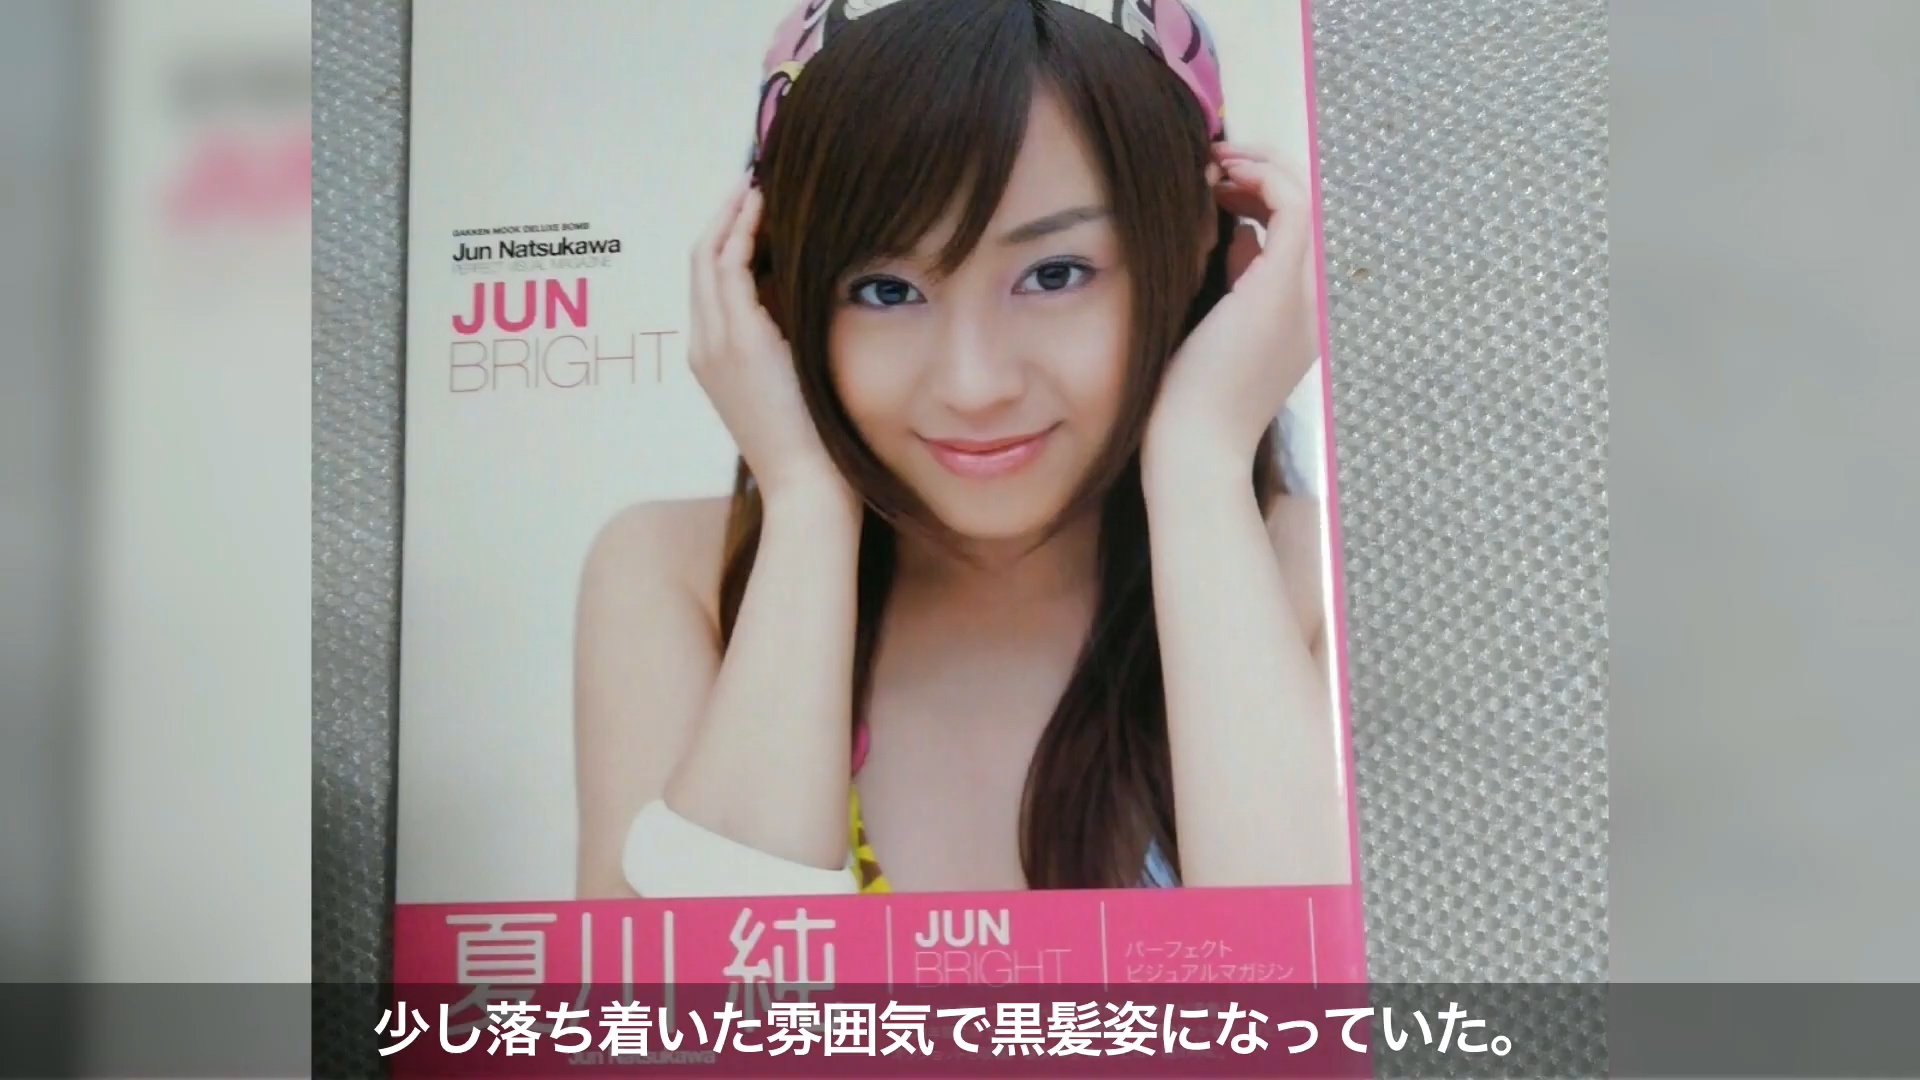 GAKKEN MOOK DELUXE BOMB
Jun Natsukawa
PERFECT VISUAL MAGAZINE
JUN
BRIGHT
夏川 純
JUN
BRIGHT
パーフェクト
ビジュアルマガジン
少し落ち着いた雰囲気で黒髪姿になっていた。
Jun Natsukawa